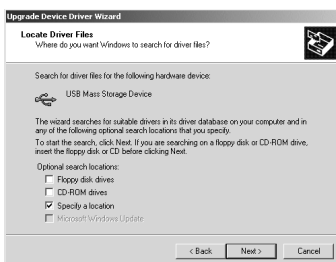 Upgrade Device Driver Wizard
Locate Driver Files
Where do you want Windows to search for driver files?
Search for driver files for the following hardware device:
USB Mass Storage Device
The wizard searches for suitable drivers in its driver database on your computer and in
any of the following optional search locations that you specify.
To start the search, click Next. If you are searching on a floppy disk or CD-ROM drive,
insert the floppy disk or CD before clicking Next.
Optional search locations:
Floppy disk drives
CD-ROM drives
Specify a location
Microsoft Windows Update
< Back Next > Cancel